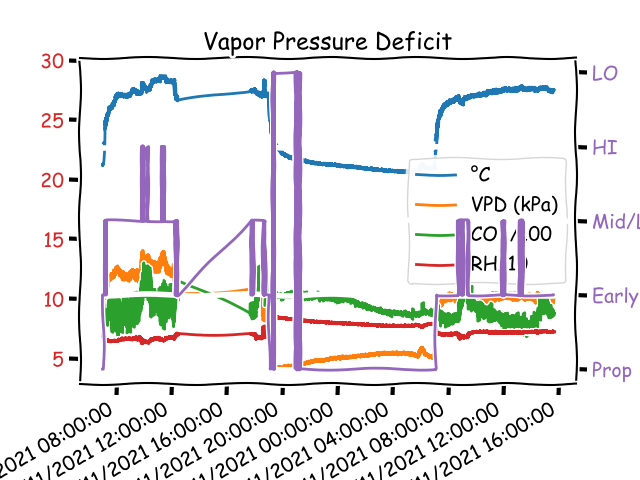 Vapor Pressure Deficit
30
25
20
15
10
5
LO
HI
Mid/L
Early
Prop
°C
VPD (kPa)
CO /100
RH 1
2021 08:00:00
/11/2021 12:00:00
/11/2021 16:00:00
/11/2021 20:00:00
/11/2021 00:00:00
/11/2021 04:00:00
/11/2021 08:00:00
/11/2021 12:00:00
/11/2021 16:00:00